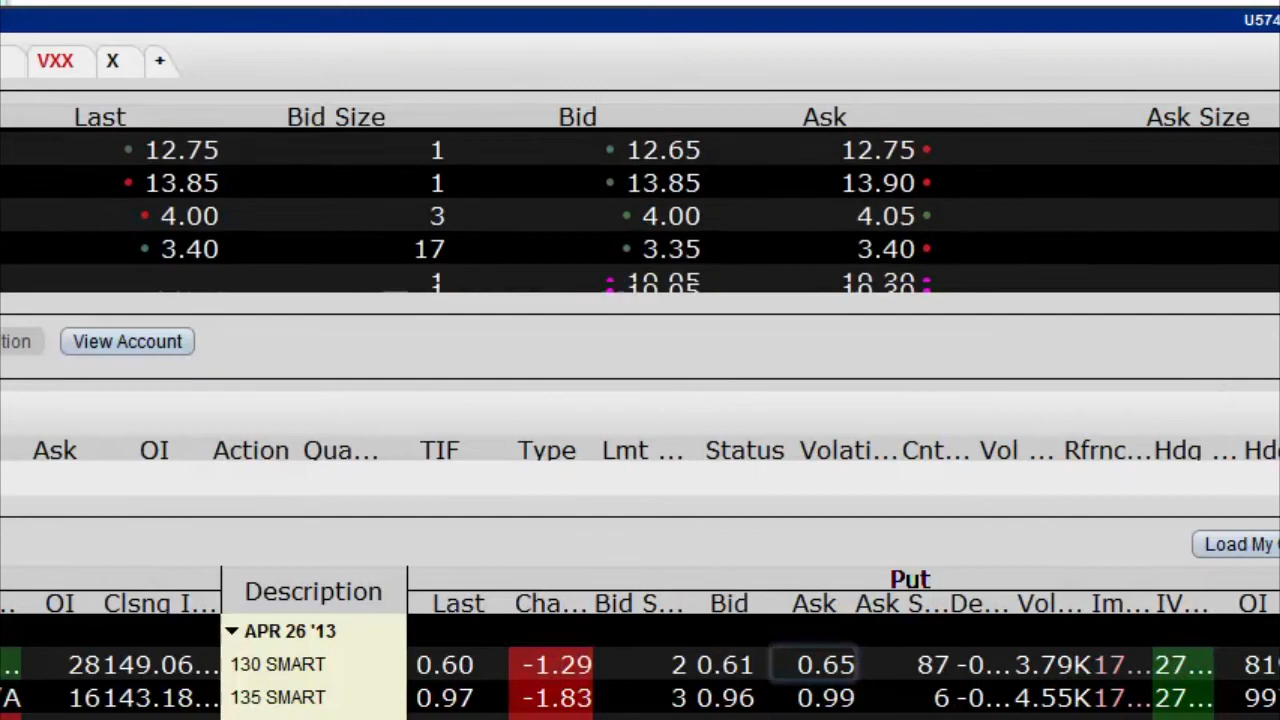 U574
VXX X +
Last Bid Size Bid Ask Ask Size
12.75 1 12.65 12.75
13.85 1 13.85 13.90
4.00 3 4.00 4.05
3.40 17 3.35 3.40
1
tion View Account
Ask OI Action Qua... TIF Type Lmt ... Status Volati... Cnt... Vol ... Rfrnc... Hdg ... Hd
Load My
Description Put
.. OI Clsng I... Last Cha... Bid S... Bid Ask Ask S... De... Vol... Im... IV... OI
APR 26 '13
.. 28149.06... 130 SMART 0.60 -1.29 2 0.61 0.65 87 -0... 3.79K 17... 27... 81
/A 16143.18... 135 SMART 0.97 -1.83 3 0.96 0.99 6 -0... 4.55K 17... 27... 99